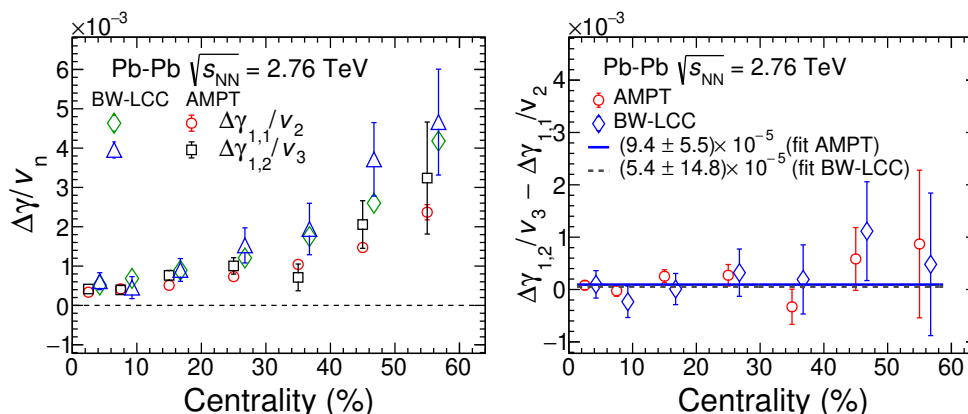 ×10⁻³
Pb-Pb √s_NN = 2.76 TeV
BW-LCC AMPT
Δγ₁,₁/v₂
Δγ₁,₂/v₃
Δγ/v_n
6
5
4
3
2
1
0
−1
0 10 20 30 40 50 60
Centrality (%)
×10⁻³
Pb-Pb √s_NN = 2.76 TeV
AMPT
BW-LCC
(9.4 ± 5.5)× 10⁻⁵ (fit AMPT)
(5.4 ± 14.8)× 10⁻⁵ (fit BW-LCC)
Δγ₁,₂/v₃ − Δγ₁,₁/v₂
4
3
2
1
0
−1
0 10 20 30 40 50 60
Centrality (%)